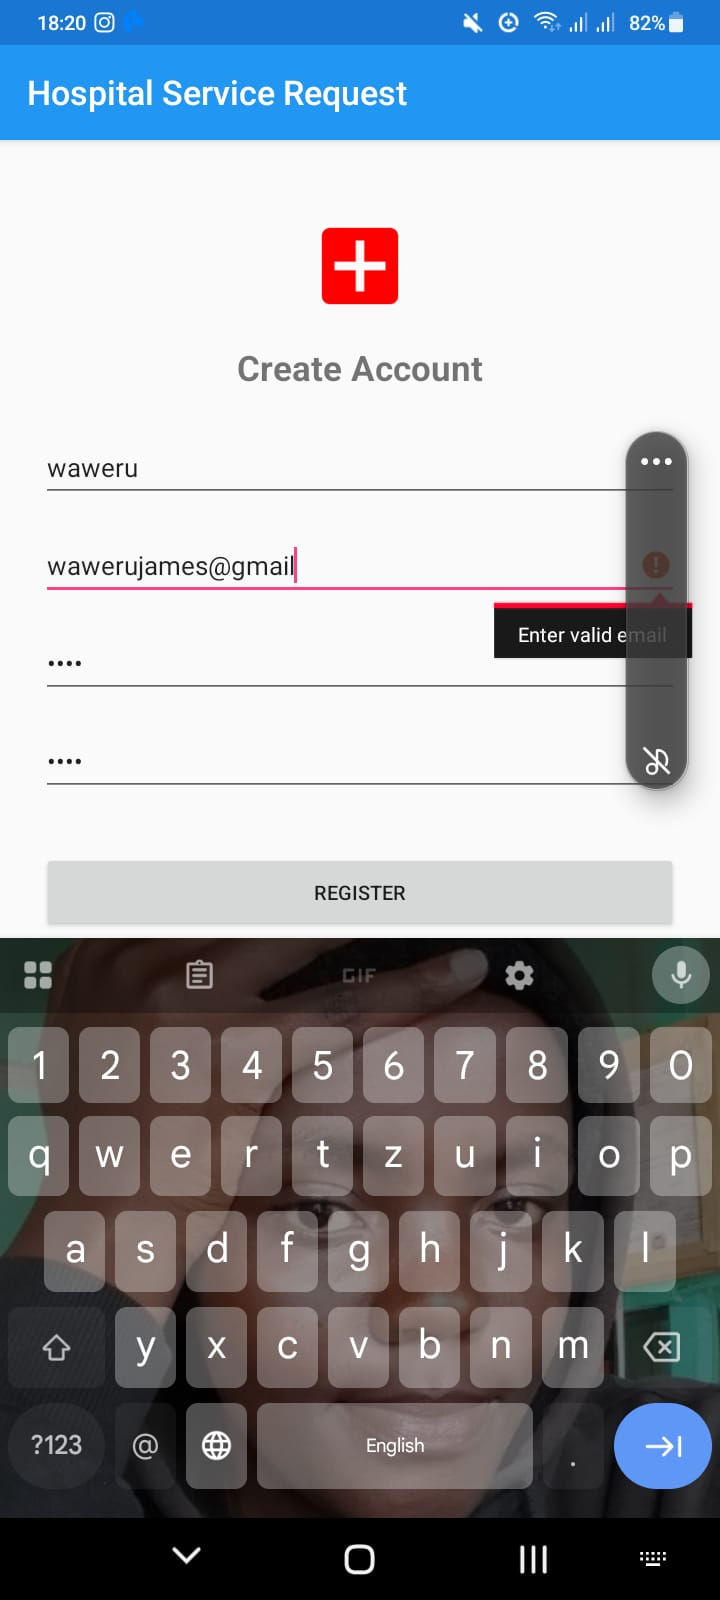 18:20 82%
Hospital Service Request
Create Account
waweru
wawerujames@gmail
Enter valid email
••••
••••
REGISTER
GIF
1 2 3 4 5 6 7 8 9 0
q w e r t z u i o p
a s d f g h j k l
y x c v b n m
?123 @ English .